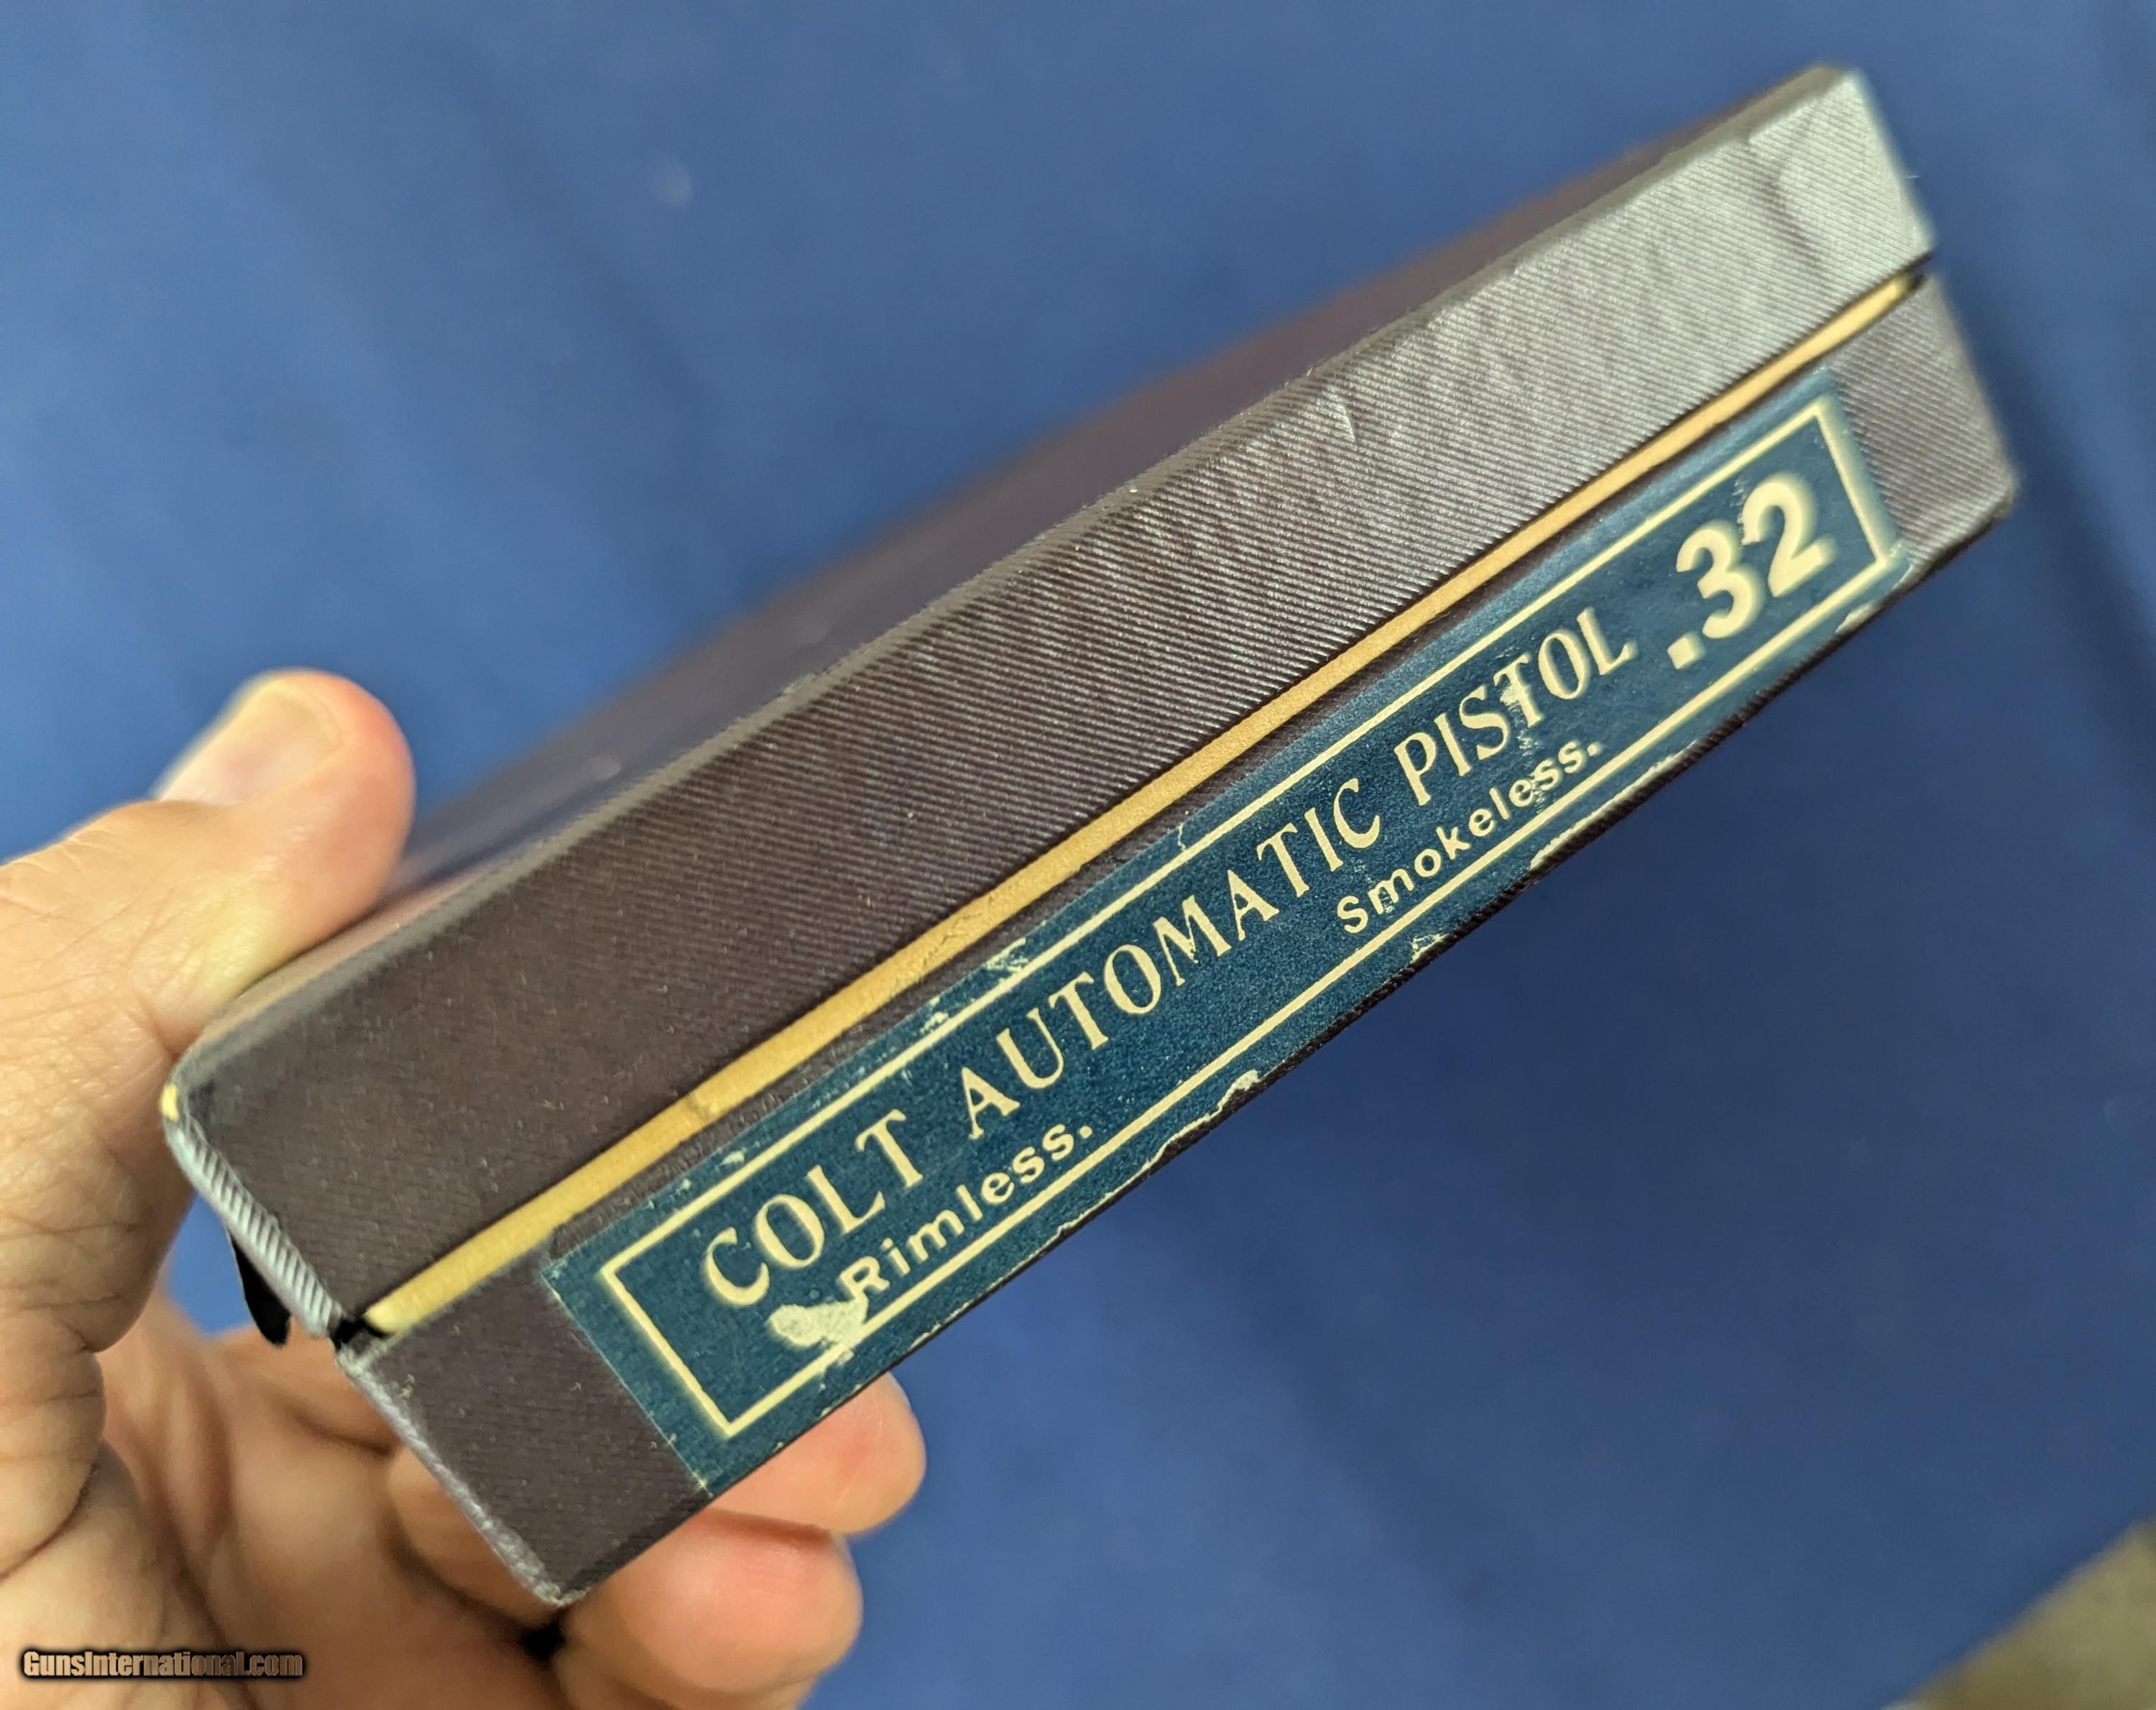 COLT AUTOMATIC PISTOL .32
Rimless. Smokeless.
GunsInternational.com